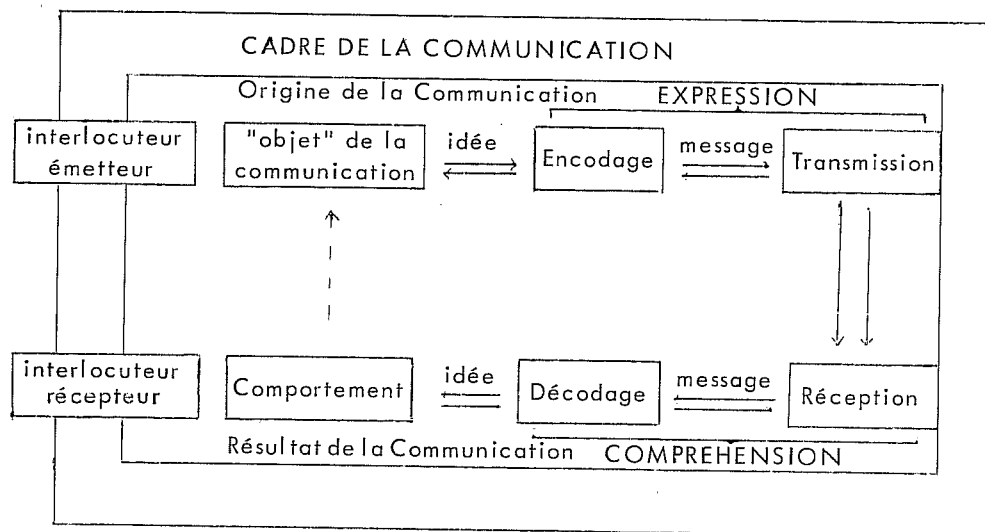 CADRE DE LA COMMUNICATION
Origine de la Communication EXPRESSION
interlocuteur
émetteur
"objet" de la
communication
idée
Encodage
message
Transmission
interlocuteur
récepteur
Comportement
idée
Décodage
message
Réception
Résultat de la Communication COMPRÉHENSION